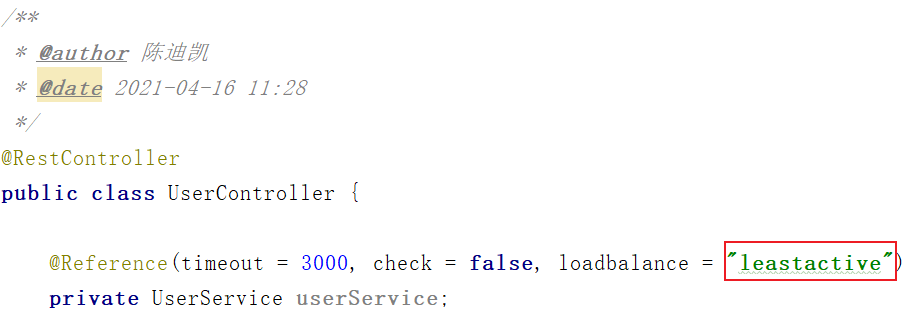 /**
 * @author 陈迪凯
 * @date 2021-04-16 11:28
 */
@RestController
public class UserController {
    @Reference(timeout = 3000, check = false, loadbalance = "leastactive")
    private UserService userService;